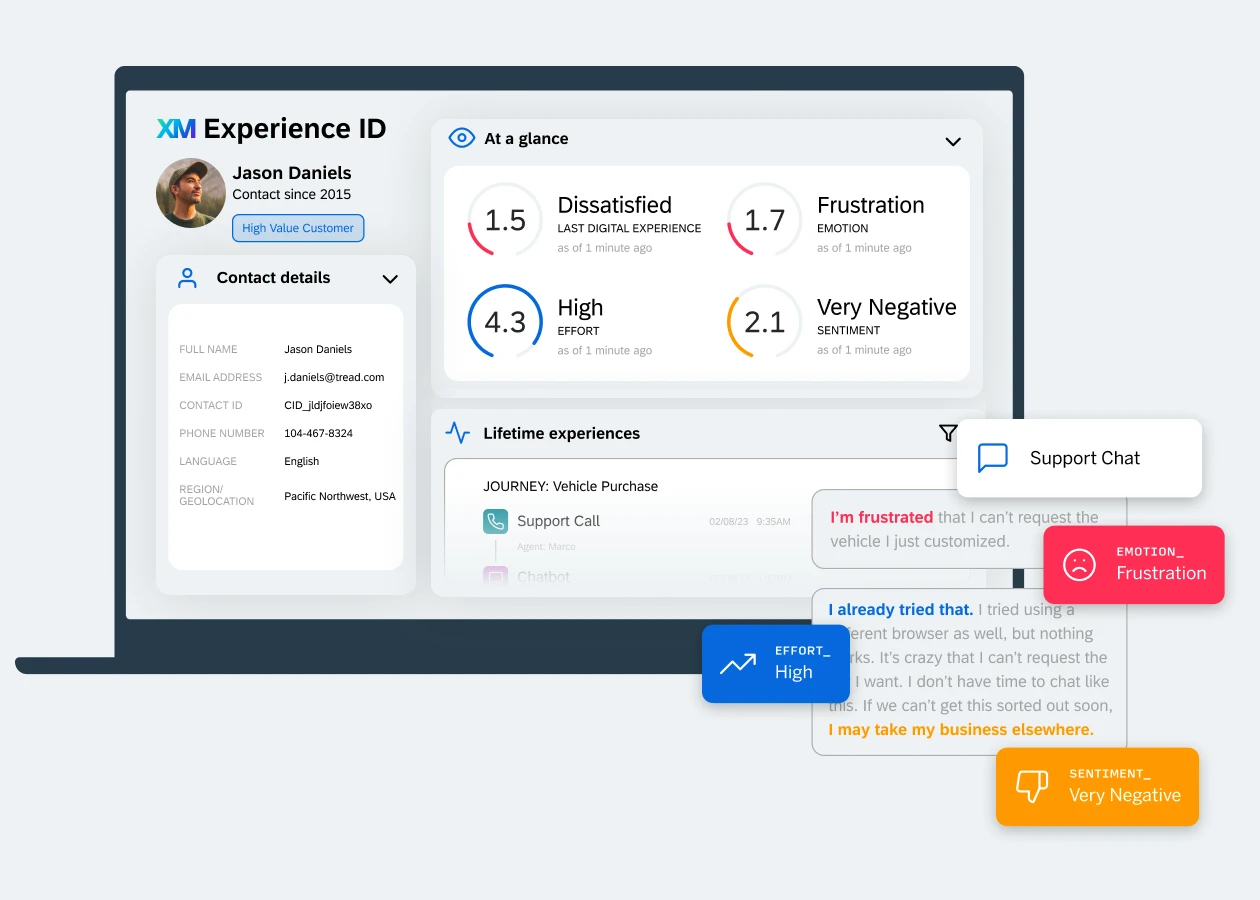 XM Experience ID
Jason Daniels
Contact since 2015
High Value Customer
Contact details
FULL NAME Jason Daniels
EMAIL ADDRESS j.daniels@tread.com
CONTACT ID CID_jldjfoiew38xo
PHONE NUMBER 104-467-8324
LANGUAGE English
REGION/
GEOLOCATION Pacific Northwest, USA
At a glance
1.5 Dissatisfied
LAST DIGITAL EXPERIENCE
as of 1 minute ago
1.7 Frustration
EMOTION
as of 1 minute ago
4.3 High
EFFORT
as of 1 minute ago
2.1 Very Negative
SENTIMENT
as of 1 minute ago
Lifetime experiences
JOURNEY: Vehicle Purchase
Support Call 02/08/23 9:35AM
Agent: Marco
Chatbot
Support Chat
I'm frustrated that I can't request the
vehicle I just customized.
EMOTION_
Frustration
I already tried that. I tried using a
browser as well, but nothing
It's crazy that I can't request the
I want. I don't have time to chat like
this. If we can't get this sorted out soon,
I may take my business elsewhere.
EFFORT_
High
SENTIMENT_
Very Negative